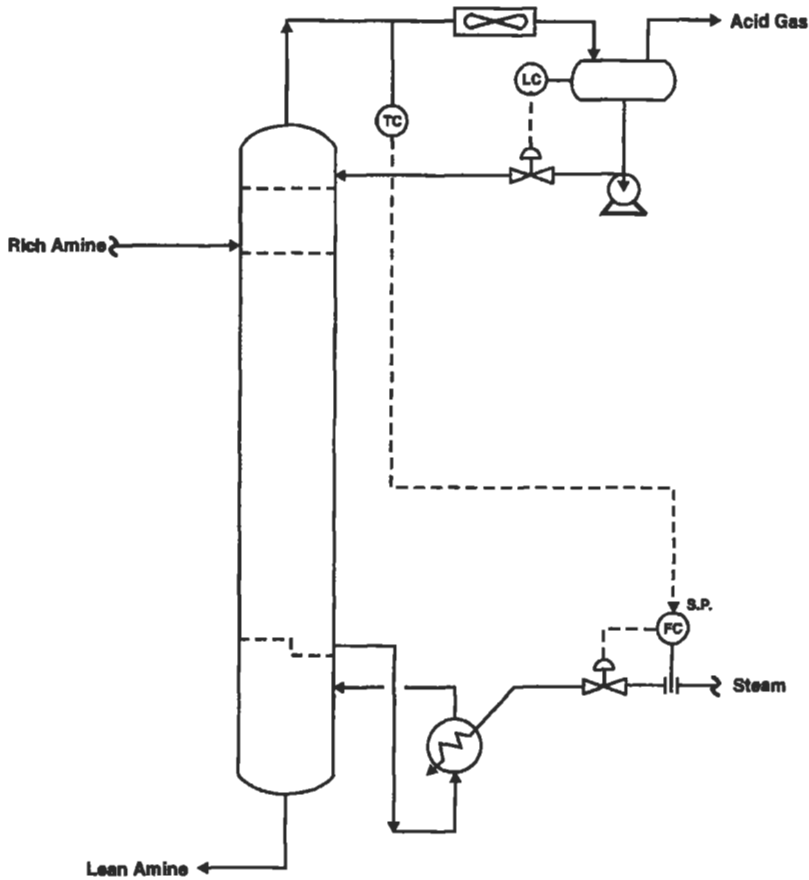 Acid Gas
LC
TC
Rich Amine
S.P.
FC
Steam
Lean Amine